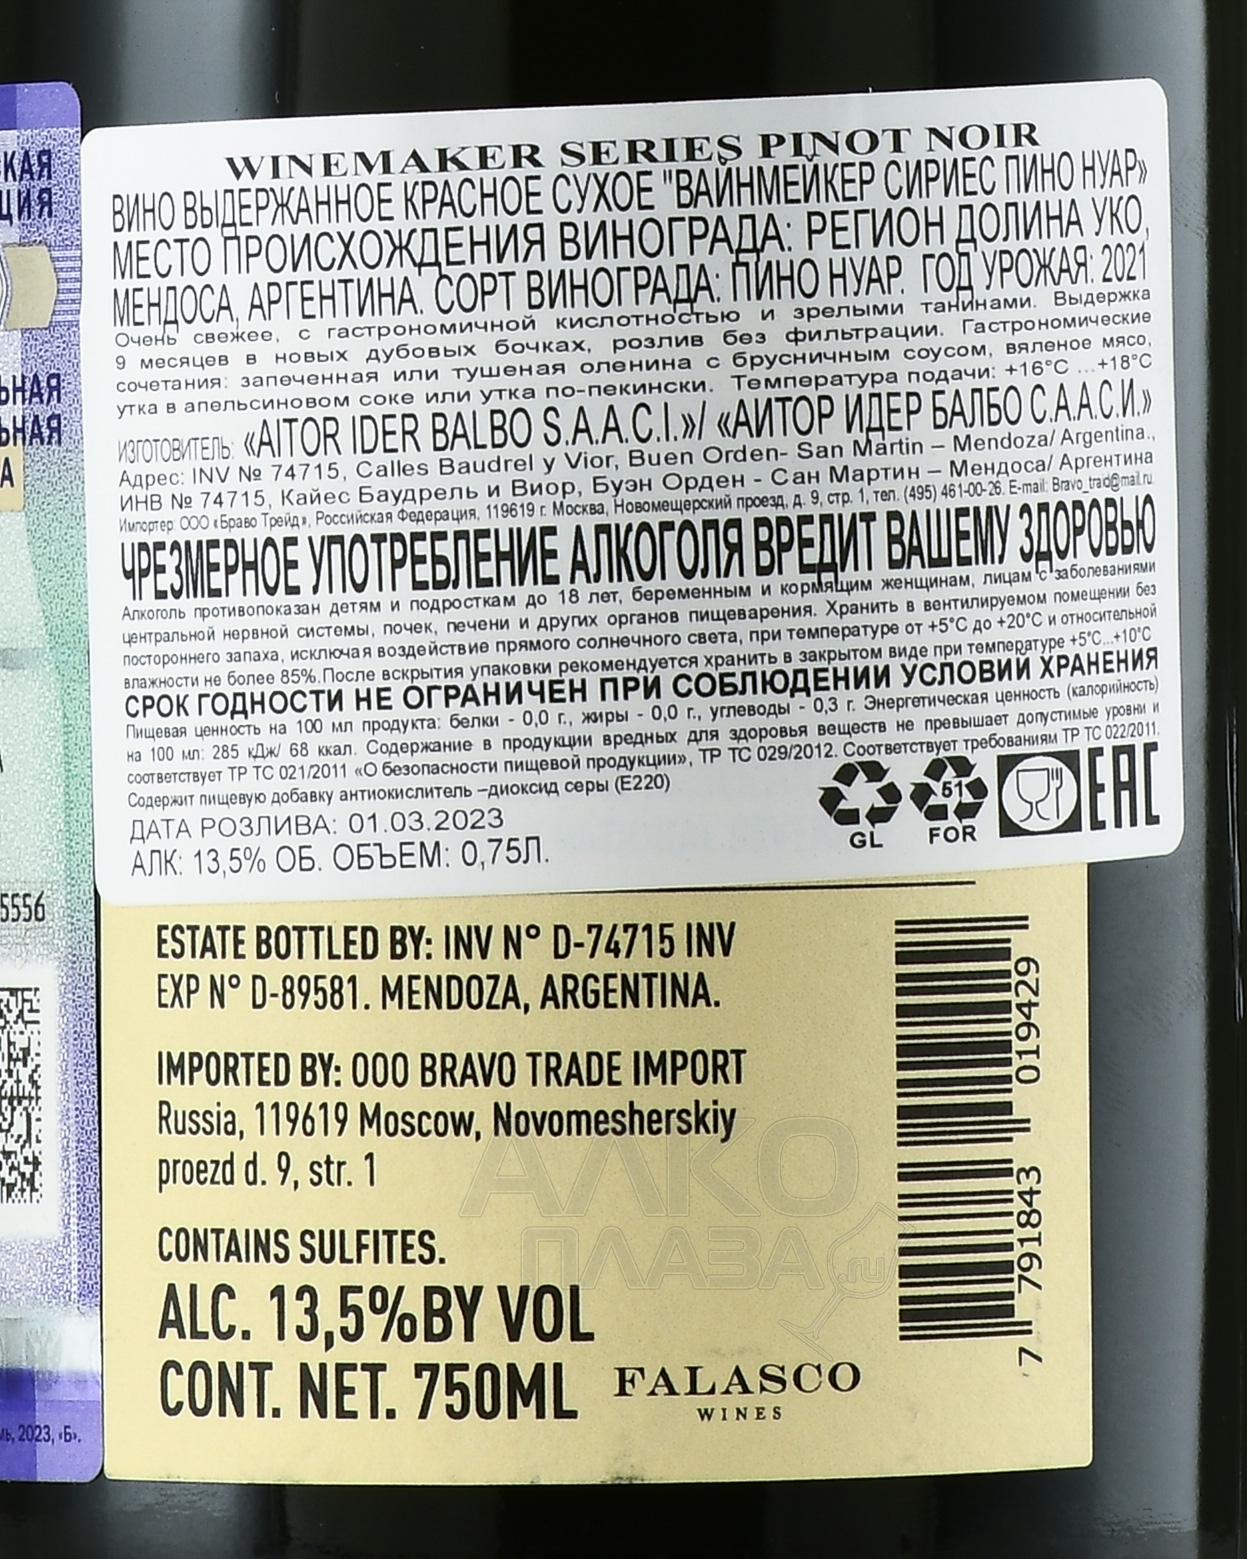 WINEMAKER SERIES PINOT NOIR
ВИНО ВЫДЕРЖАННОЕ КРАСНОЕ СУХОЕ "ВАЙНМЕЙКЕР СИРИЕС ПИНО НУАР»
МЕСТО ПРОИСХОЖДЕНИЯ ВИНОГРАДА: РЕГИОН ДОЛИНА УКО,
МЕНДОСА, АРГЕНТИНА. СОРТ ВИНОГРАДА: ПИНО НУАР. ГОД УРОЖАЯ: 2021
Очень свежее, с гастрономичной кислотностью и зрелыми танинами. Выдержка
9 месяцев в новых дубовых бочках, розлив без фильтрации. Гастрономические
сочетания: запеченная или тушеная оленина с брусничным соусом, вяленое мясо,
утка в апельсиновом соке или утка по-пекински. Температура подачи: +16°C ...+18°C
ИЗГОТОВИТЕЛЬ: «AITOR IDER BALBO S.A.A.C.I.»/ «АИТОР ИДЕР БАЛБО С.А.А.С.И.»
Адрес: INV № 74715, Calles Baudrel y Vior, Buen Orden- San Martin – Mendoza/ Argentina.,
ИНВ № 74715, Кайес Баудрель и Виор, Буэн Орден - Сан Мартин – Мендоса/ Аргентина
Импортер: ООО «Браво Трейд», Российская Федерация, 119619 г. Москва, Новомещерский проезд, д. 9, стр. 1, тел. (495) 461-00-26. E-mail: Bravo_traid@mail.ru.
ЧРЕЗМЕРНОЕ УПОТРЕБЛЕНИЕ АЛКОГОЛЯ ВРЕДИТ ВАШЕМУ ЗДОРОВЬЮ
Алкоголь противопоказан детям и подросткам до 18 лет, беременным и кормящим женщинам, лицам с заболеваниями
центральной нервной системы, почек, печени и других органов пищеварения. Хранить в вентилируемом помещении без
постороннего запаха, исключая воздействие прямого солнечного света, при температуре от +5°C до +20°C и относительной
влажности не более 85%.После вскрытия упаковки рекомендуется хранить в закрытом виде при температуре +5°C...+10°C
СРОК ГОДНОСТИ НЕ ОГРАНИЧЕН ПРИ СОБЛЮДЕНИИ УСЛОВИЙ ХРАНЕНИЯ
Пищевая ценность на 100 мл продукта: белки - 0,0 г., жиры - 0,0 г., углеводы - 0,3 г. Энергетическая ценность (калорийность)
на 100 мл: 285 кДж/ 68 ккал. Содержание в продукции вредных для здоровья веществ не превышает допустимые уровни и
соответствует ТР ТС 021/2011 «О безопасности пищевой продукции», ТР ТС 029/2012. Соответствует требованиям ТР ТС 022/2011.
Содержит пищевую добавку антиокислитель –диоксид серы (Е220)
ДАТА РОЗЛИВА: 01.03.2023
АЛК: 13,5% ОБ. ОБЪЕМ: 0,75Л.
GL
51
FOR
EAC
ESTATE BOTTLED BY: INV N° D-74715 INV
EXP N° D-89581. MENDOZA, ARGENTINA.
IMPORTED BY: OOO BRAVO TRADE IMPORT
Russia, 119619 Moscow, Novomesherskiy
proezd d. 9, str. 1
CONTAINS SULFITES.
ALC. 13,5%BY VOL
CONT. NET. 750ML
FALASCO
WINES
7 791843 019429
СКАЯ
ЦИЯ
ЬНАЯ
ЬНАЯ
ТА
5556
2023, «Б».
АЛКО
ПЛАЗА
.ru